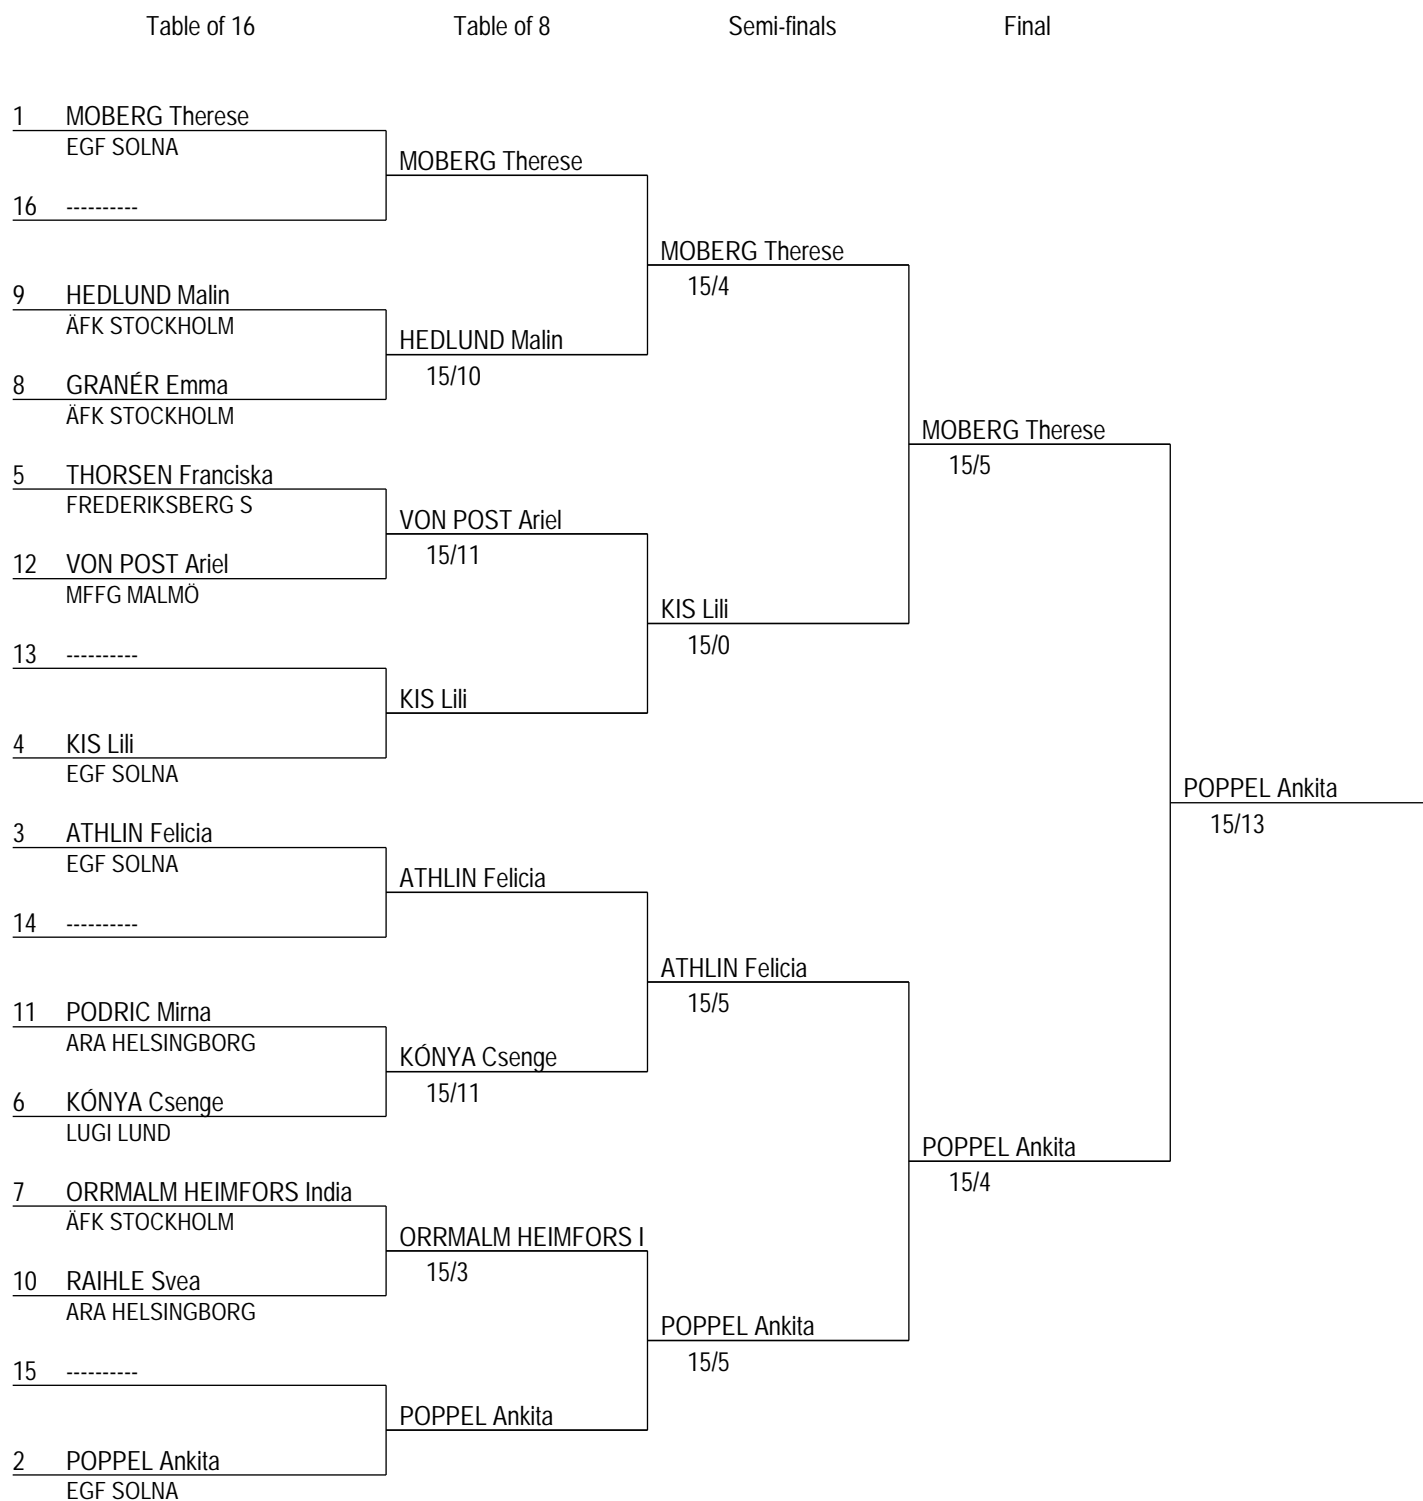 Table of 16 Table of 8 Semi-finals Final
1 MOBERG Therese
EGF SOLNA
MOBERG Therese
16 ----------
MOBERG Therese
15/4
9 HEDLUND Malin
ÄFK STOCKHOLM
HEDLUND Malin
15/10
8 GRANÉR Emma
ÄFK STOCKHOLM
MOBERG Therese
15/5
5 THORSEN Franciska
FREDERIKSBERG S
VON POST Ariel
15/11
12 VON POST Ariel
MFFG MALMÖ
KIS Lili
15/0
13 ----------
KIS Lili
4 KIS Lili
EGF SOLNA
POPPEL Ankita
15/13
3 ATHLIN Felicia
EGF SOLNA
ATHLIN Felicia
14 ----------
ATHLIN Felicia
15/5
11 PODRIC Mirna
ARA HELSINGBORG
KÓNYA Csenge
15/11
6 KÓNYA Csenge
LUGI LUND
POPPEL Ankita
15/4
7 ORRMALM HEIMFORS India
ÄFK STOCKHOLM
ORRMALM HEIMFORS I
15/3
10 RAIHLE Svea
ARA HELSINGBORG
POPPEL Ankita
15/5
15 ----------
POPPEL Ankita
2 POPPEL Ankita
EGF SOLNA